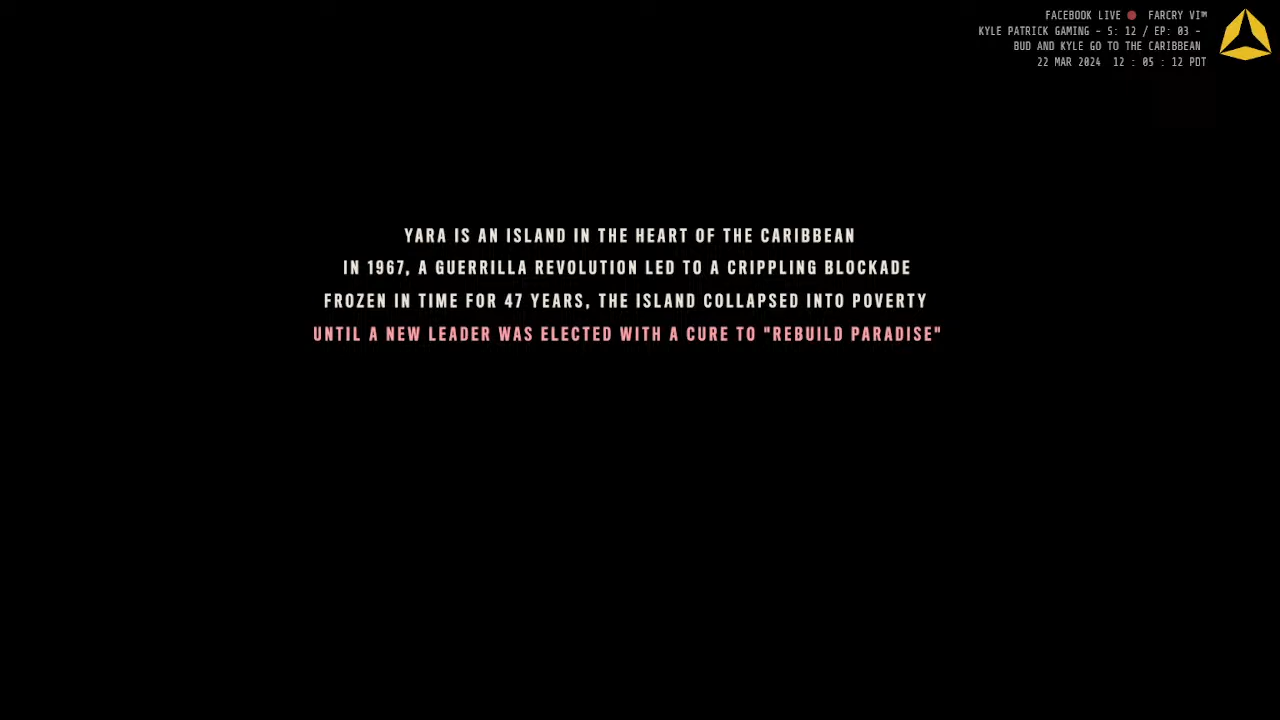 FACEBOOK LIVE FARCRY VI™
KYLE PATRICK GAMING - S: 12 / EP: 03 -
BUD AND KYLE GO TO THE CARIBBEAN
22 MAR 2024 12 : 05 : 12 PDT
YARA IS AN ISLAND IN THE HEART OF THE CARIBBEAN
IN 1967, A GUERRILLA REVOLUTION LED TO A CRIPPLING BLOCKADE
FROZEN IN TIME FOR 47 YEARS, THE ISLAND COLLAPSED INTO POVERTY
UNTIL A NEW LEADER WAS ELECTED WITH A CURE TO "REBUILD PARADISE"